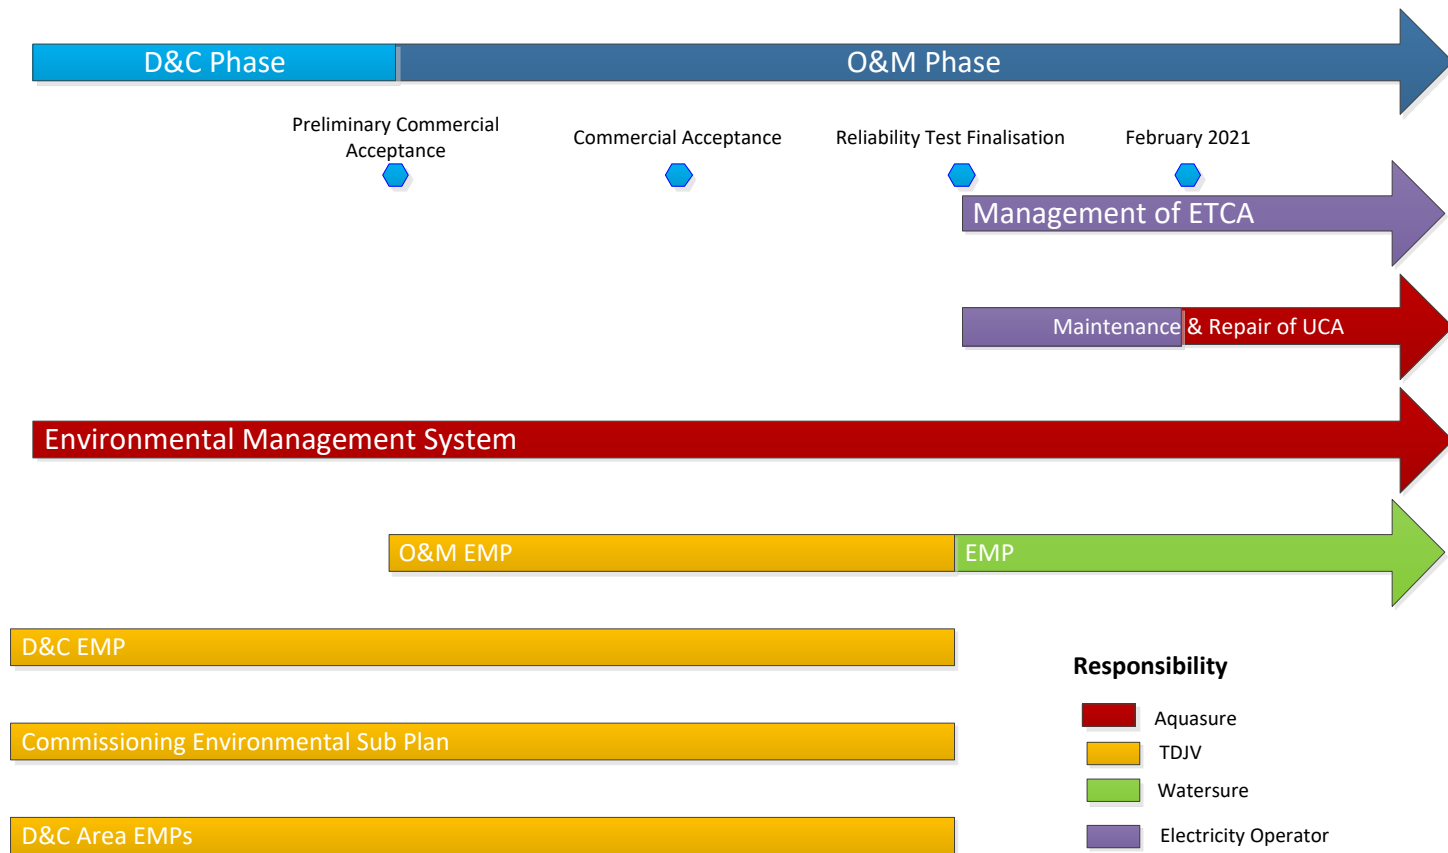 D&C Phase
O&M Phase
Preliminary Commercial
Acceptance
Commercial Acceptance
Reliability Test Finalisation
February 2021
Management of ETCA
Maintenance & Repair of UCA
Environmental Management System
O&M EMP
EMP
D&C EMP
Commissioning Environmental Sub Plan
D&C Area EMPs
Responsibility
Aquasure
TDJV
Watersure
Electricity Operator